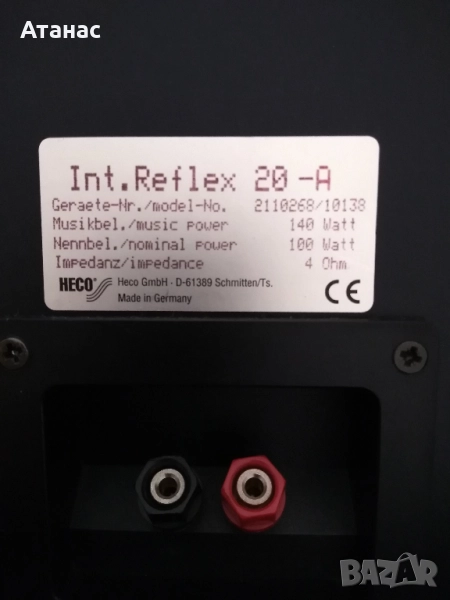 Атанас
Int.Reflex 20-A
Geraete-Nr./model-No. 2110268/10138
Musikbel./music power 140 Watt
Nennbel./nominal power 100 Watt
Impedanz/impedance 4 Ohm
HECO Heco GmbH · D-61389 Schmitten/Ts.
Made in Germany
CE
BAZAR